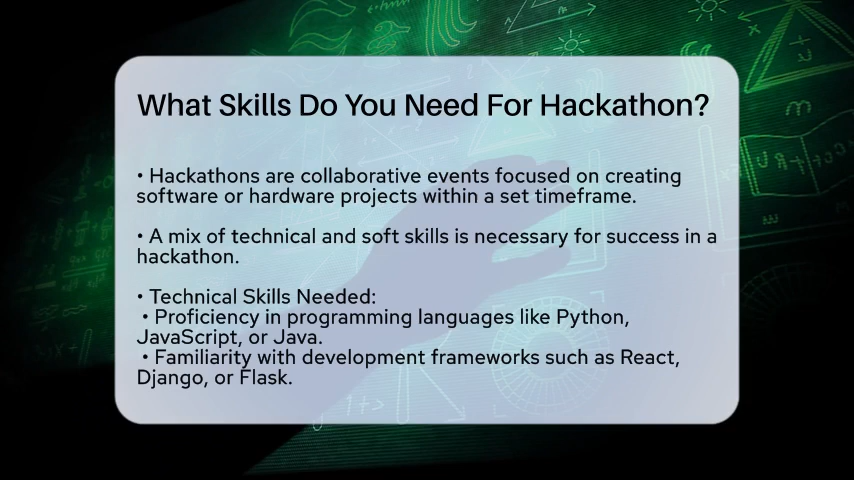 What Skills Do You Need For Hackathon?
• Hackathons are collaborative events focused on creating
software or hardware projects within a set timeframe.
• A mix of technical and soft skills is necessary for success in a
hackathon.
• Technical Skills Needed:
• Proficiency in programming languages like Python,
JavaScript, or Java.
• Familiarity with development frameworks such as React,
Django, or Flask.